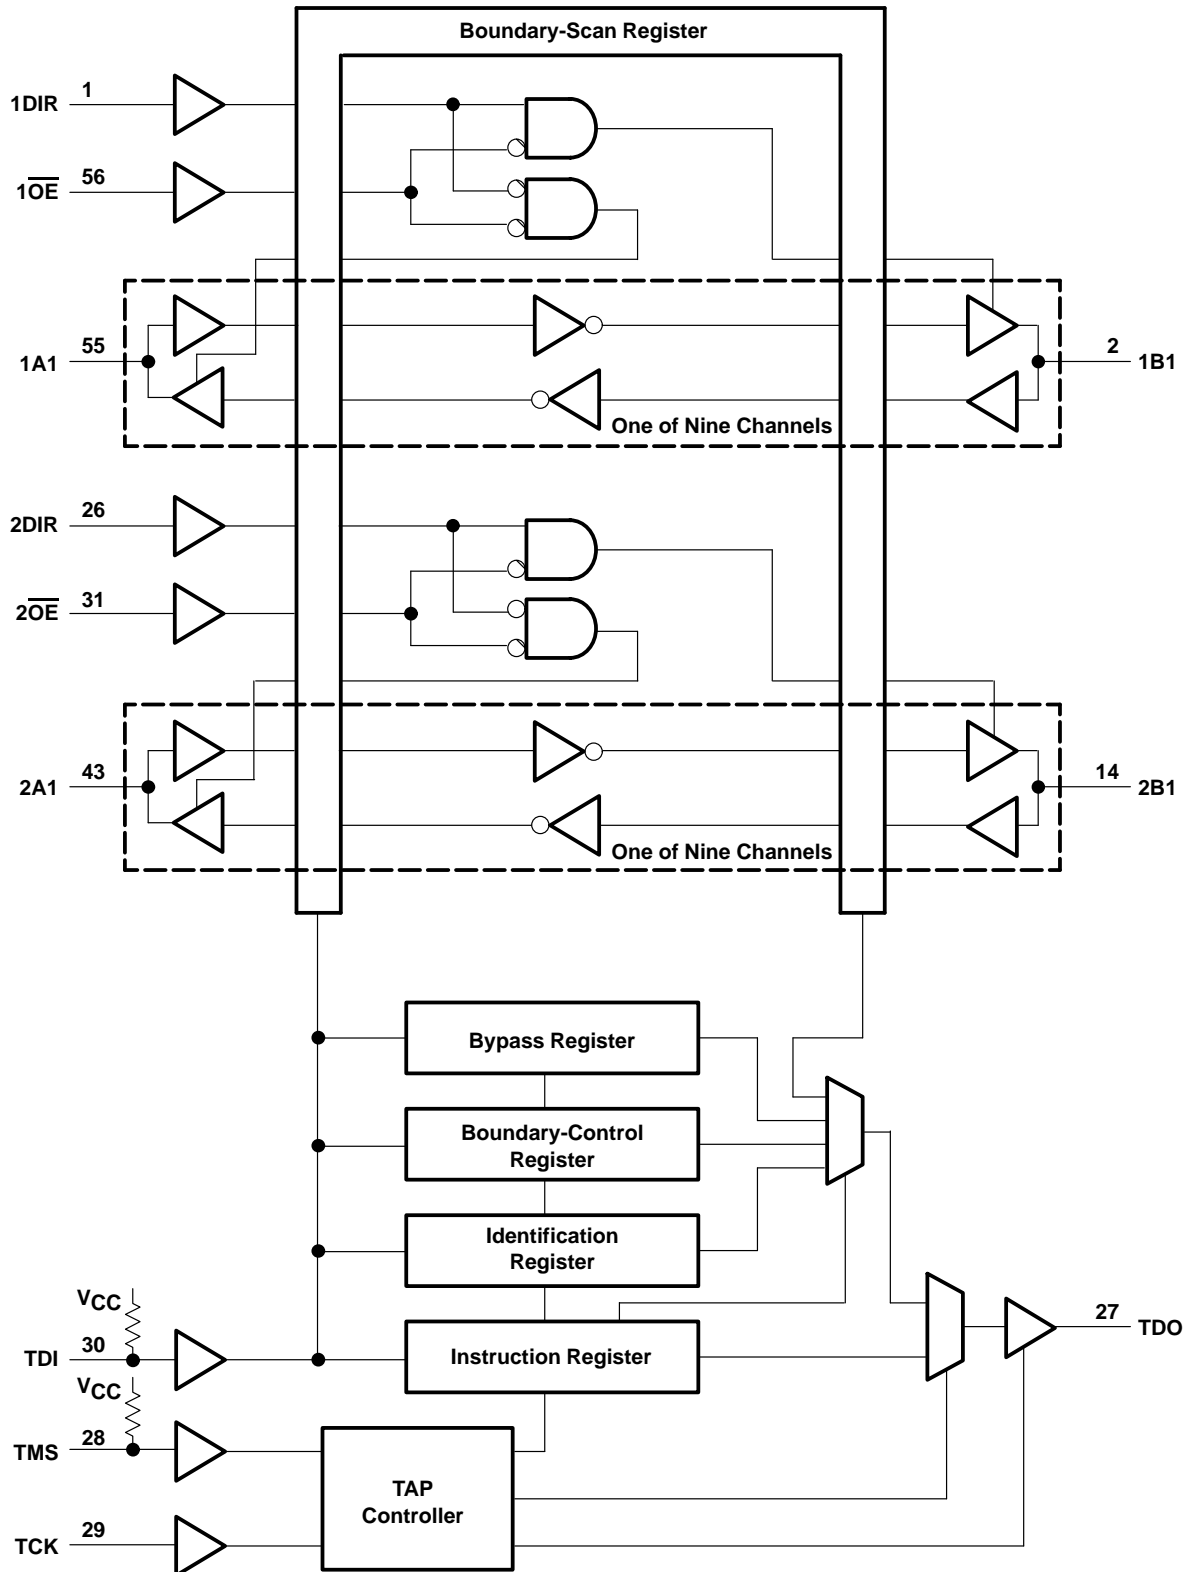 Boundary-Scan Register
1DIR 1
1O̅E̅ 56
1A1 55
2 1B1
One of Nine Channels
2DIR 26
2O̅E̅ 31
2A1 43
14 2B1
One of Nine Channels
Bypass Register
Boundary-Control
Register
Identification
Register
VCC
TDI 30
Instruction Register
27 TDO
VCC
TMS 28
TAP
Controller
TCK 29